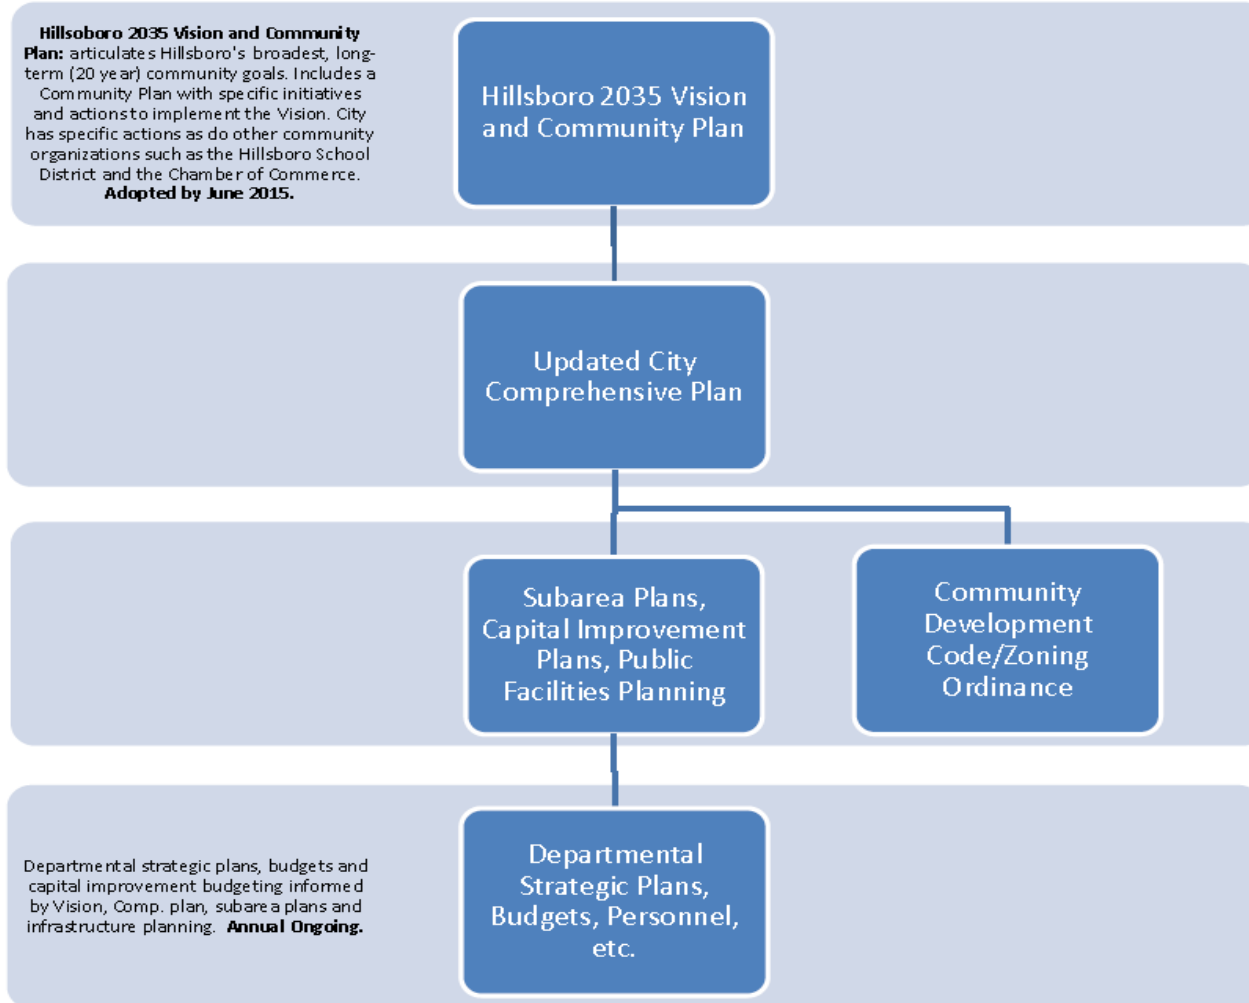 Hillsoboro 2035 Vision and Community
Plan: articulates Hillsboro's broadest, long-
term (20 year) community goals. Includes a
Community Plan with specific initiatives
and actions to implement the Vision. City
has specific actions as do other community
organizations such as the Hillsboro School
District and the Chamber of Commerce.
Adopted by June 2015.
Hillsboro 2035 Vision
and Community Plan
Updated City
Comprehensive Plan
Subarea Plans,
Capital Improvement
Plans, Public
Facilities Planning
Community
Development
Code/Zoning
Ordinance
Departmental strategic plans, budgets and
capital improvement budgeting informed
by Vision, Comp. plan, subarea plans and
infrastructure planning. Annual Ongoing.
Departmental
Strategic Plans,
Budgets, Personnel,
etc.